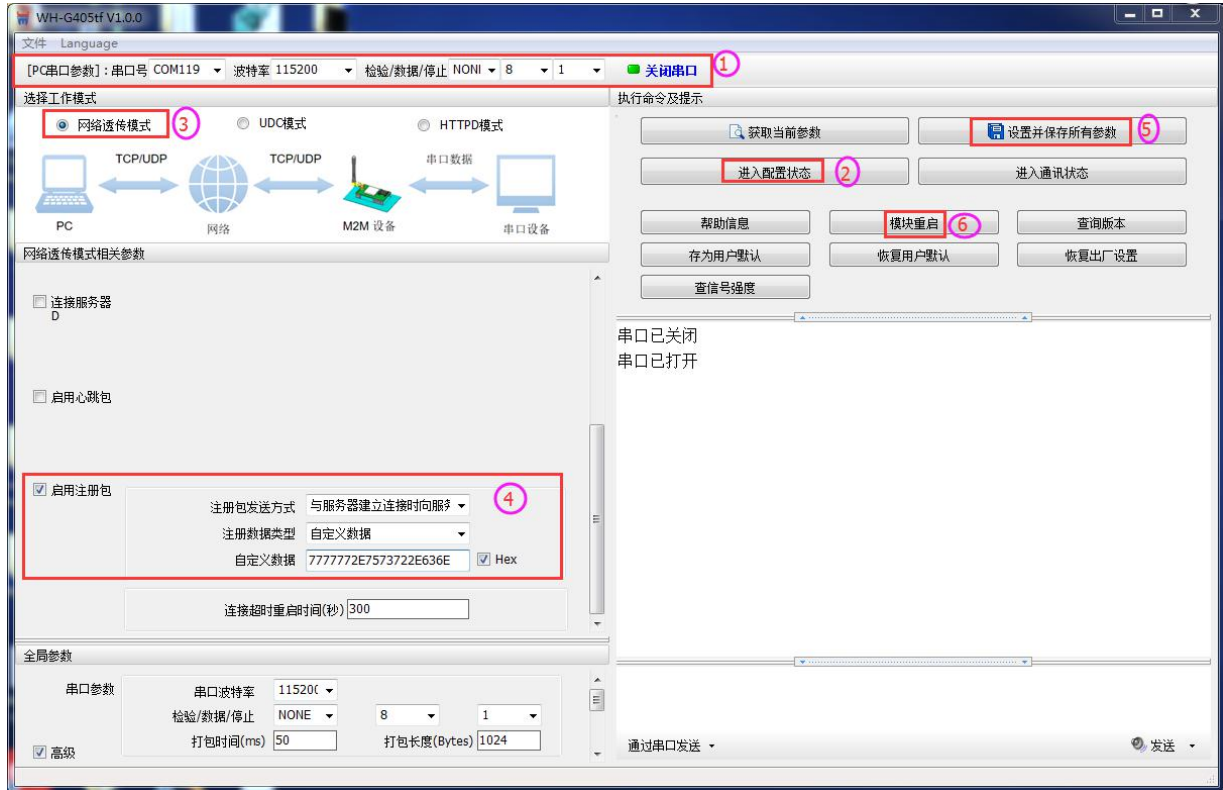 WH-G405tf V1.0.0
文件 Language
[PC串口参数]：串口号 COM119 波特率 115200 检验/数据/停止 NONI 8 1 关闭串口 1
选择工作模式
网络透传模式 3 UDC模式 HTTPD模式
TCP/UDP TCP/UDP 串口数据
PC 网络 M2M 设备 串口设备
网络透传模式相关参数
连接服务器
D
启用心跳包
启用注册包
注册包发送方式 与服务器建立连接时向服务 4
注册数据类型 自定义数据
自定义数据 7777772E7573722E636E Hex
连接超时重启时间(秒) 300
全局参数
串口参数 串口波特率 11520(
检验/数据/停止 NONE 8 1
打包时间(ms) 50 打包长度(Bytes) 1024
高级
执行命令及提示
获取当前参数 设置并保存所有参数 5
进入配置状态 2 进入通讯状态
帮助信息 模块重启 6 查询版本
存为用户默认 恢复用户默认 恢复出厂设置
查信号强度
串口已关闭
串口已打开
通过串口发送 发送